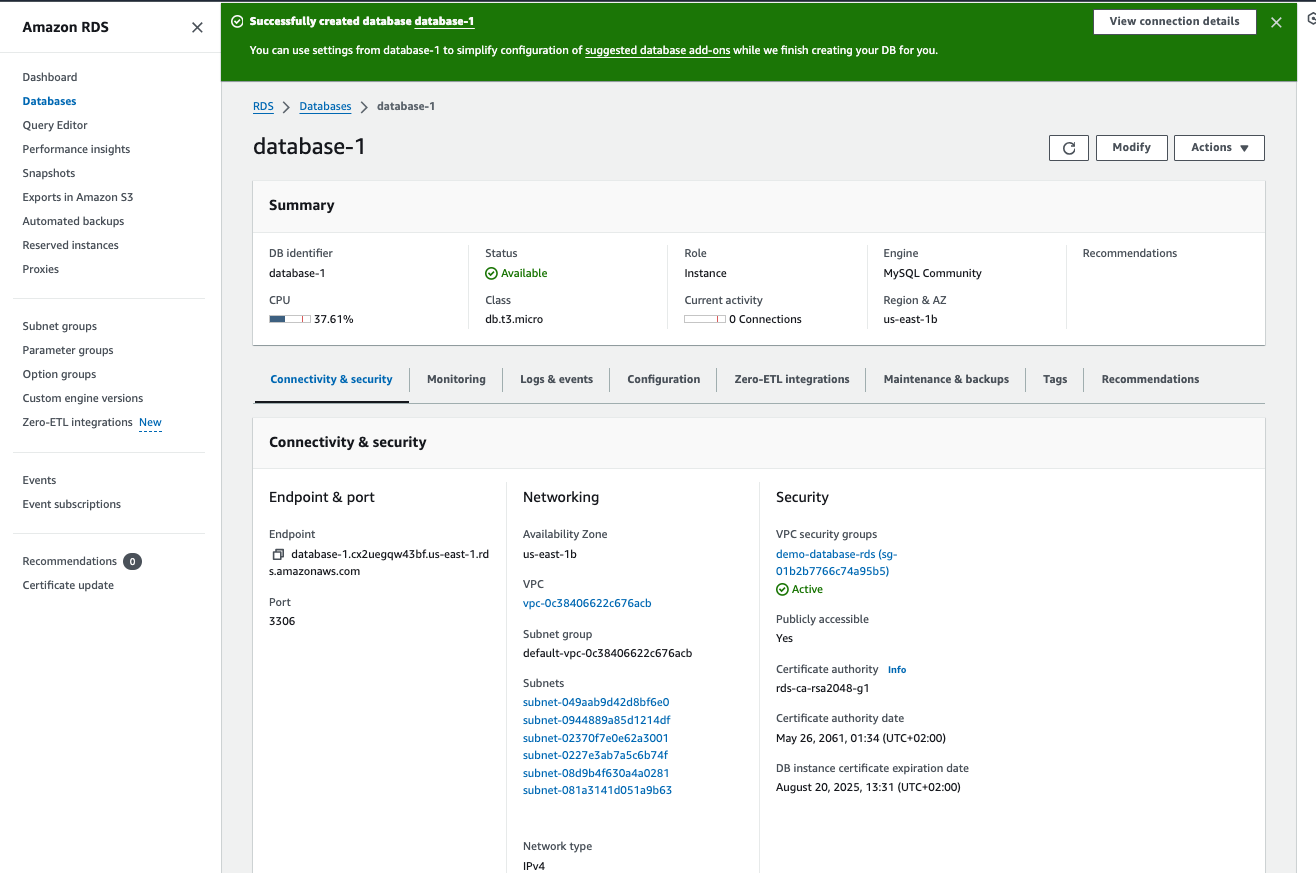 Amazon RDS
Dashboard
Databases
Query Editor
Performance insights
Snapshots
Exports in Amazon S3
Automated backups
Reserved instances
Proxies
Subnet groups
Parameter groups
Option groups
Custom engine versions
Zero-ETL integrations New
Events
Event subscriptions
Recommendations 0
Certificate update
Successfully created database database-1
View connection details
You can use settings from database-1 to simplify configuration of suggested database add-ons while we finish creating your DB for you.
RDS > Databases > database-1
database-1
Modify
Actions
Summary
DB identifier
database-1
CPU
37.61%
Status
Available
Class
db.t3.micro
Role
Instance
Current activity
0 Connections
Engine
MySQL Community
Region & AZ
us-east-1b
Recommendations
Connectivity & security
Monitoring
Logs & events
Configuration
Zero-ETL integrations
Maintenance & backups
Tags
Recommendations
Connectivity & security
Endpoint & port
Endpoint
database-1.cx2uegqw43bf.us-east-1.rd
s.amazonaws.com
Port
3306
Networking
Availability Zone
us-east-1b
VPC
vpc-0c38406622c676acb
Subnet group
default-vpc-0c38406622c676acb
Subnets
subnet-049aab9d42d8bf6e0
subnet-0944889a85d1214df
subnet-02370f7e0e62a3001
subnet-0227e3ab7a5c6b74f
subnet-08d9b4f630a4a0281
subnet-081a3141d051a9b63
Network type
IPv4
Security
VPC security groups
demo-database-rds (sg-
01b2b7766c74a95b5)
Active
Publicly accessible
Yes
Certificate authority Info
rds-ca-rsa2048-g1
Certificate authority date
May 26, 2061, 01:34 (UTC+02:00)
DB instance certificate expiration date
August 20, 2025, 13:31 (UTC+02:00)